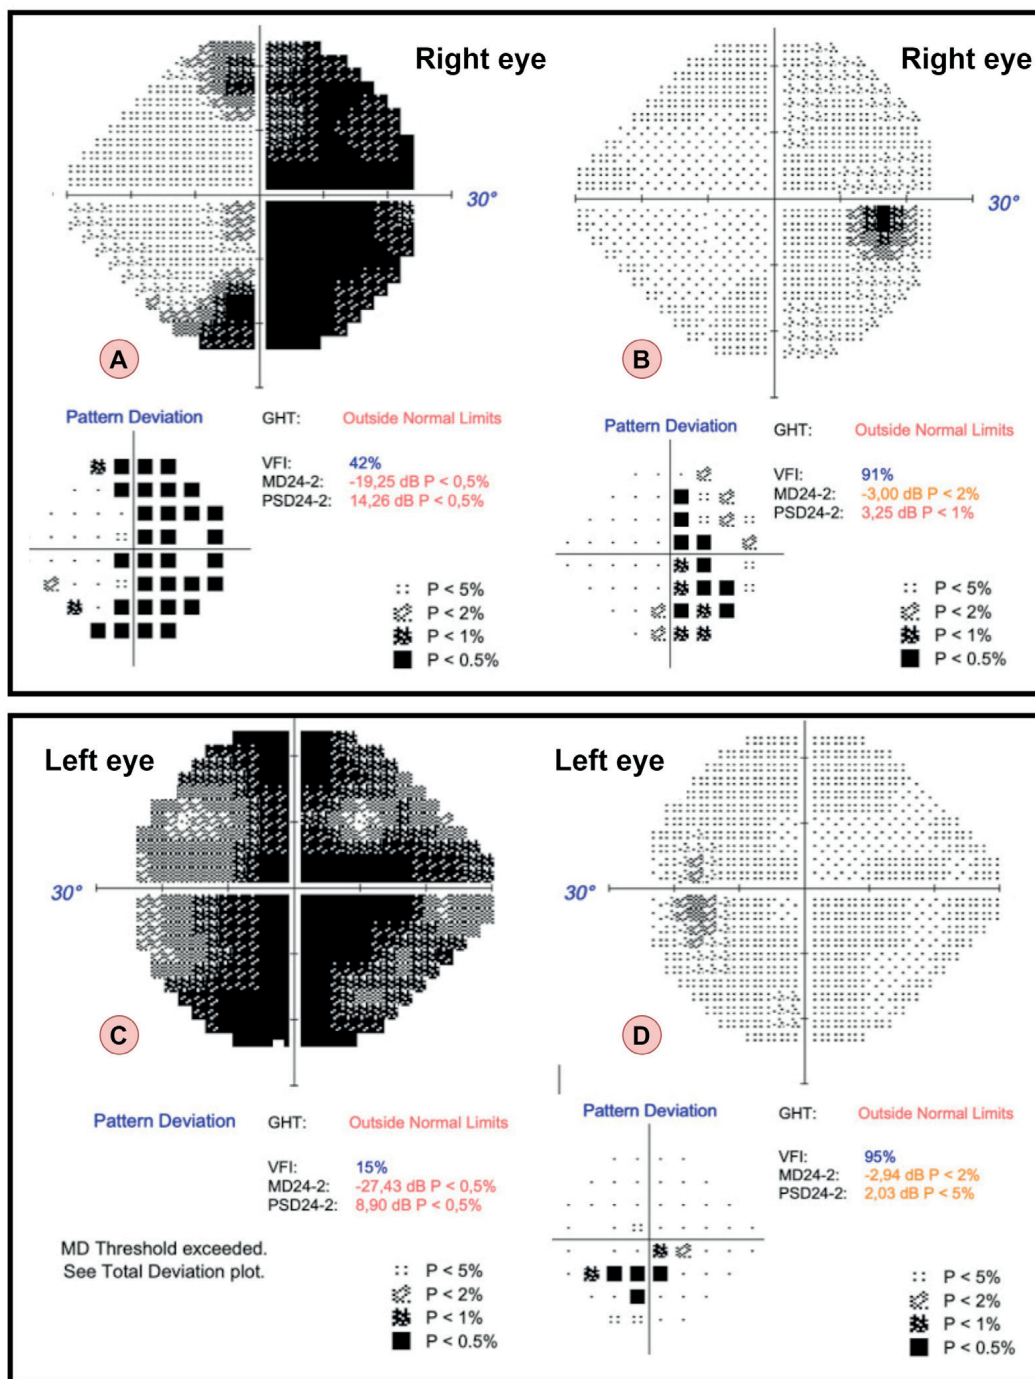 Right eye
30°
A
Pattern Deviation
GHT: Outside Normal Limits
VFI: 42%
MD24-2: -19,25 dB P < 0,5%
PSD24-2: 14,26 dB P < 0,5%
P < 5%
P < 2%
P < 1%
P < 0.5%
Right eye
30°
B
Pattern Deviation
GHT: Outside Normal Limits
VFI: 91%
MD24-2: -3,00 dB P < 2%
PSD24-2: 3,25 dB P < 1%
P < 5%
P < 2%
P < 1%
P < 0.5%
Left eye
30°
C
Pattern Deviation
GHT: Outside Normal Limits
VFI: 15%
MD24-2: -27,43 dB P < 0,5%
PSD24-2: 8,90 dB P < 0,5%
MD Threshold exceeded.
See Total Deviation plot.
P < 5%
P < 2%
P < 1%
P < 0.5%
Left eye
30°
D
Pattern Deviation
GHT: Outside Normal Limits
VFI: 95%
MD24-2: -2,94 dB P < 2%
PSD24-2: 2,03 dB P < 5%
P < 5%
P < 2%
P < 1%
P < 0.5%